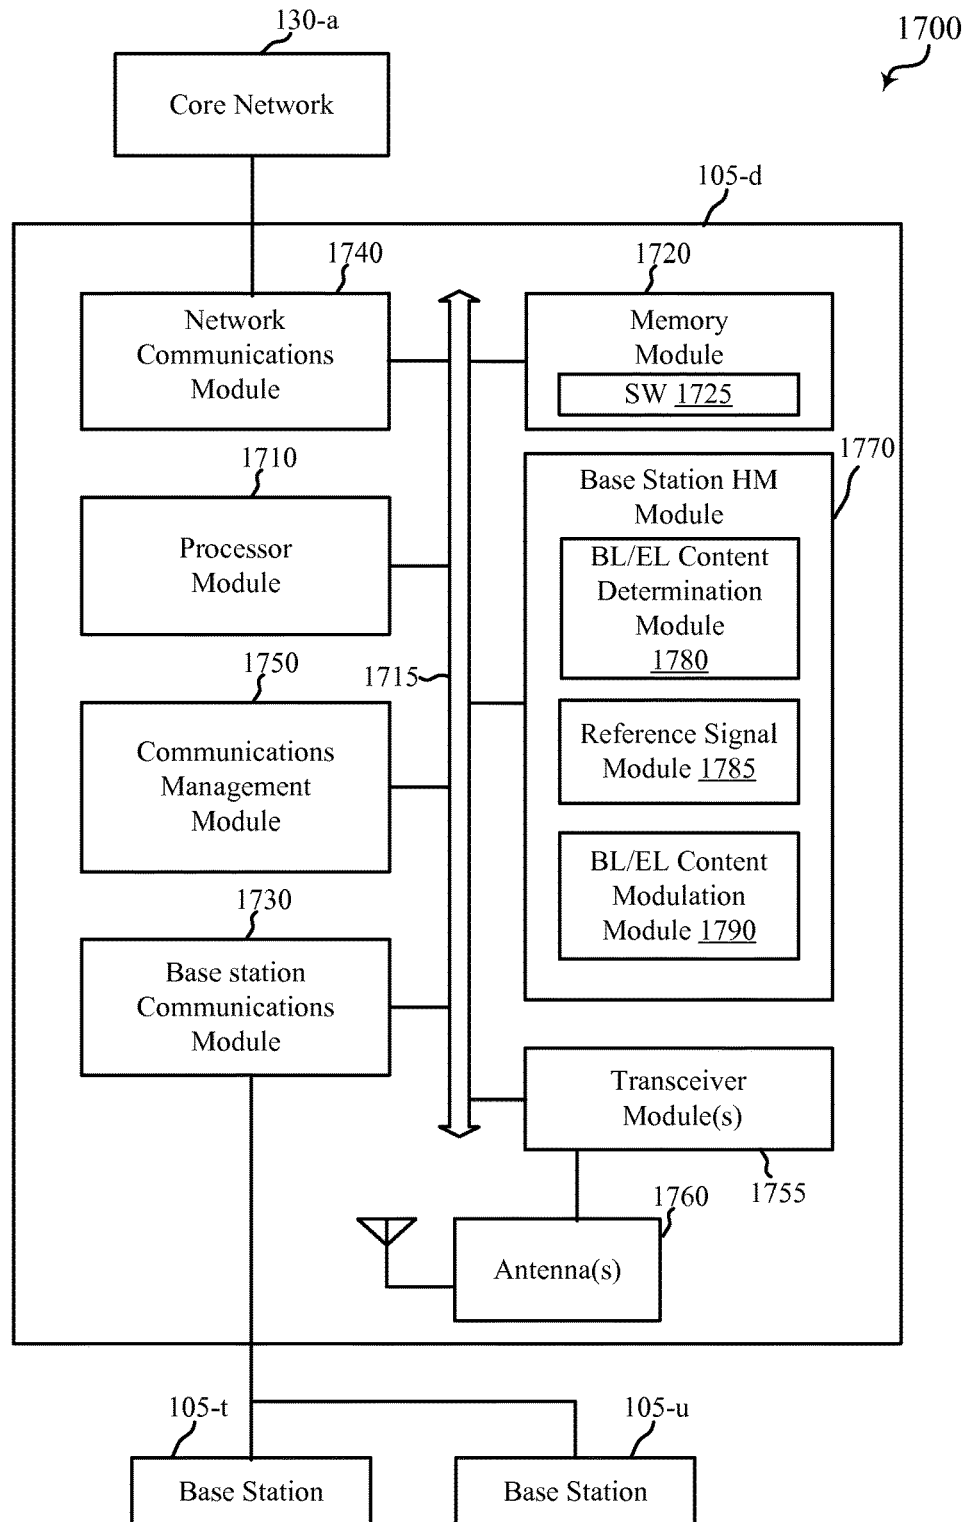 130-a
1700
Core Network
105-d
1740
1720
Network
Communications
Module
Memory
Module
SW 1725
1710
1770
Processor
Module
Base Station HM
Module
BL/EL Content
Determination
Module
1780
1750
1715
Communications
Management
Module
Reference Signal
Module 1785
BL/EL Content
Modulation
Module 1790
1730
Base station
Communications
Module
Transceiver
Module(s)
1755
1760
Antenna(s)
105-t
105-u
Base Station
Base Station